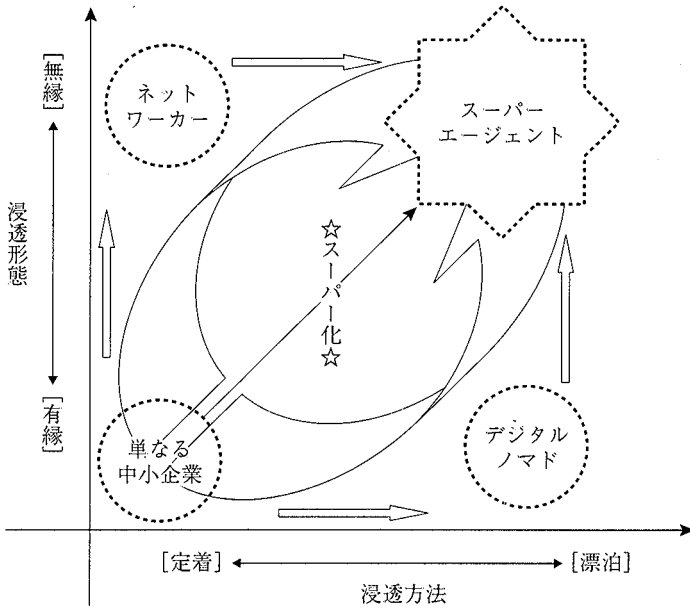 [無縁]
浸透形態
[有縁]
ネット
ワーカー
スーパー
エージェント
☆スーパー化☆
単なる
中小企業
デジタル
ノマド
[定着]
[漂泊]
浸透方法